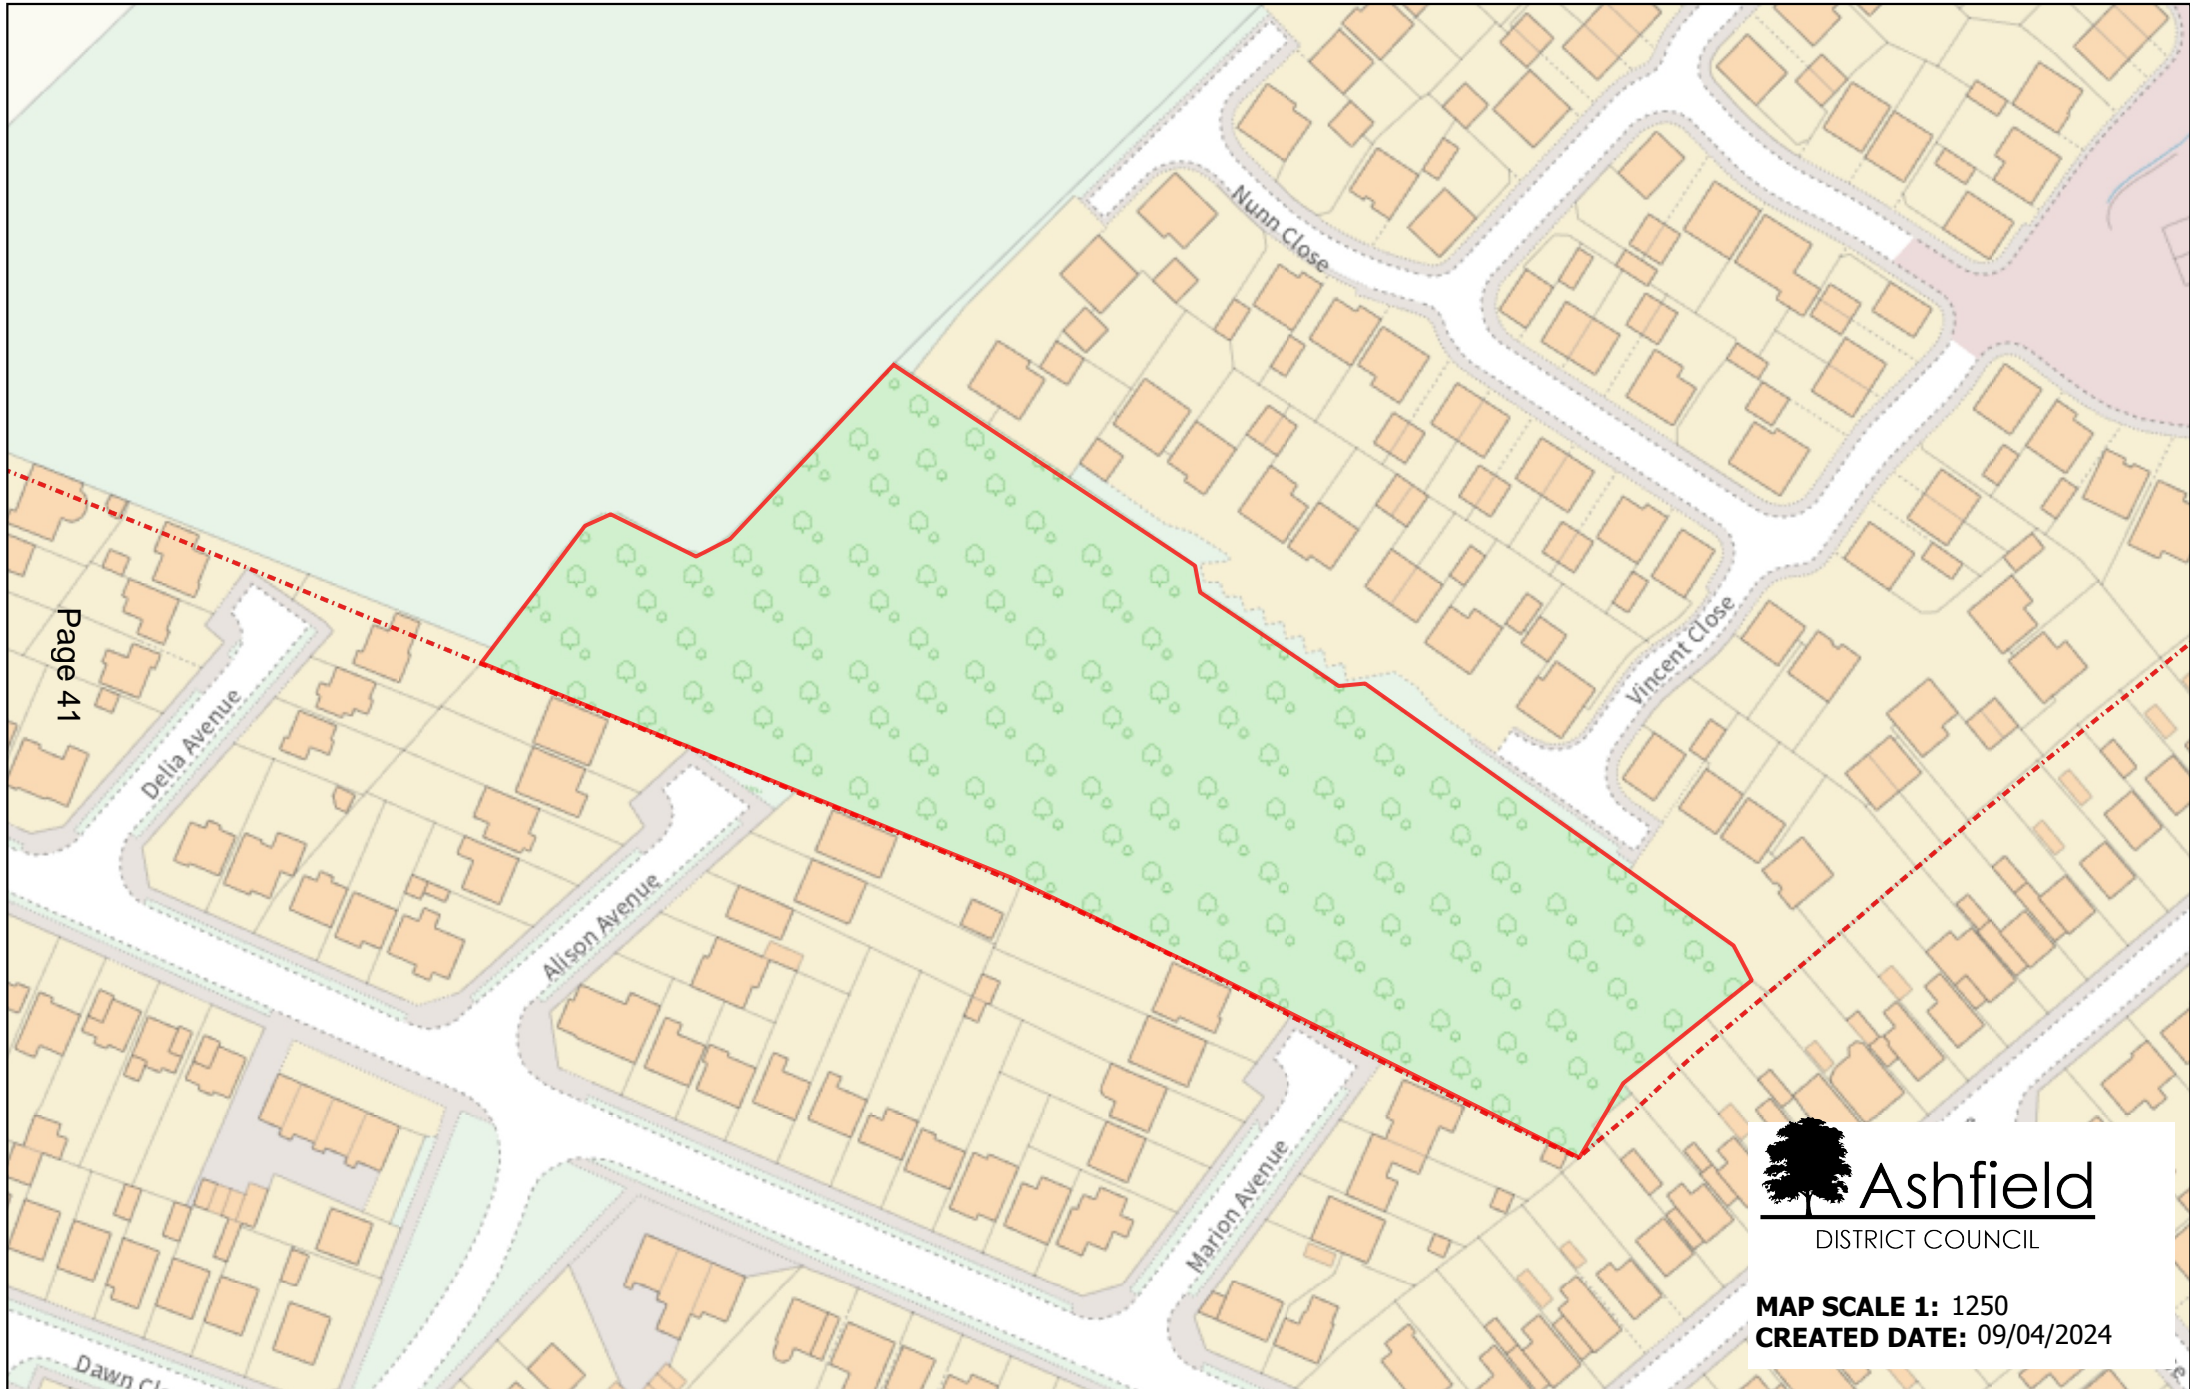 Nunn Close
Vincent Close
Page 41
Delia Avenue
Alison Avenue
Marion Avenue
Dawn
Ashfield
DISTRICT COUNCIL
MAP SCALE 1: 1250
CREATED DATE: 09/04/2024